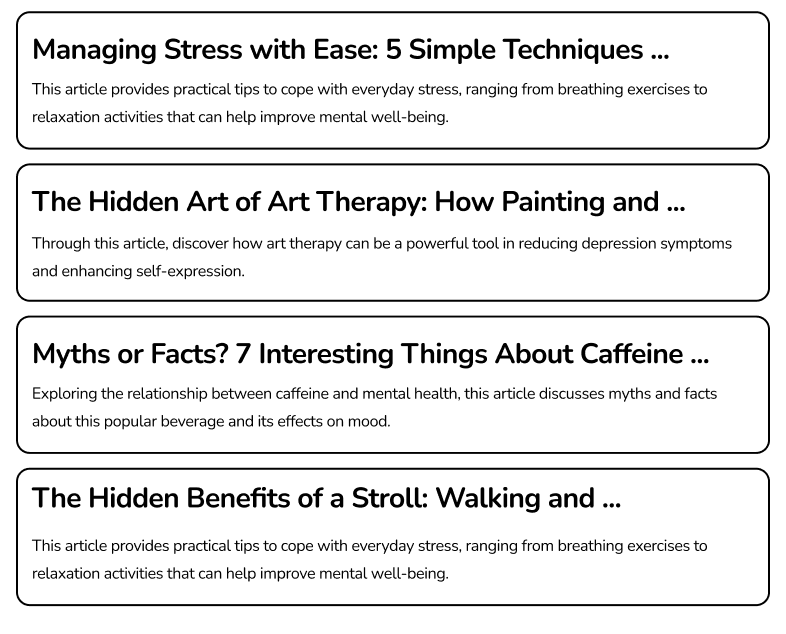 Managing Stress with Ease: 5 Simple Techniques ...
This article provides practical tips to cope with everyday stress, ranging from breathing exercises to
relaxation activities that can help improve mental well-being.
The Hidden Art of Art Therapy: How Painting and ...
Through this article, discover how art therapy can be a powerful tool in reducing depression symptoms
and enhancing self-expression.
Myths or Facts? 7 Interesting Things About Caffeine ...
Exploring the relationship between caffeine and mental health, this article discusses myths and facts
about this popular beverage and its effects on mood.
The Hidden Benefits of a Stroll: Walking and ...
This article provides practical tips to cope with everyday stress, ranging from breathing exercises to
relaxation activities that can help improve mental well-being.